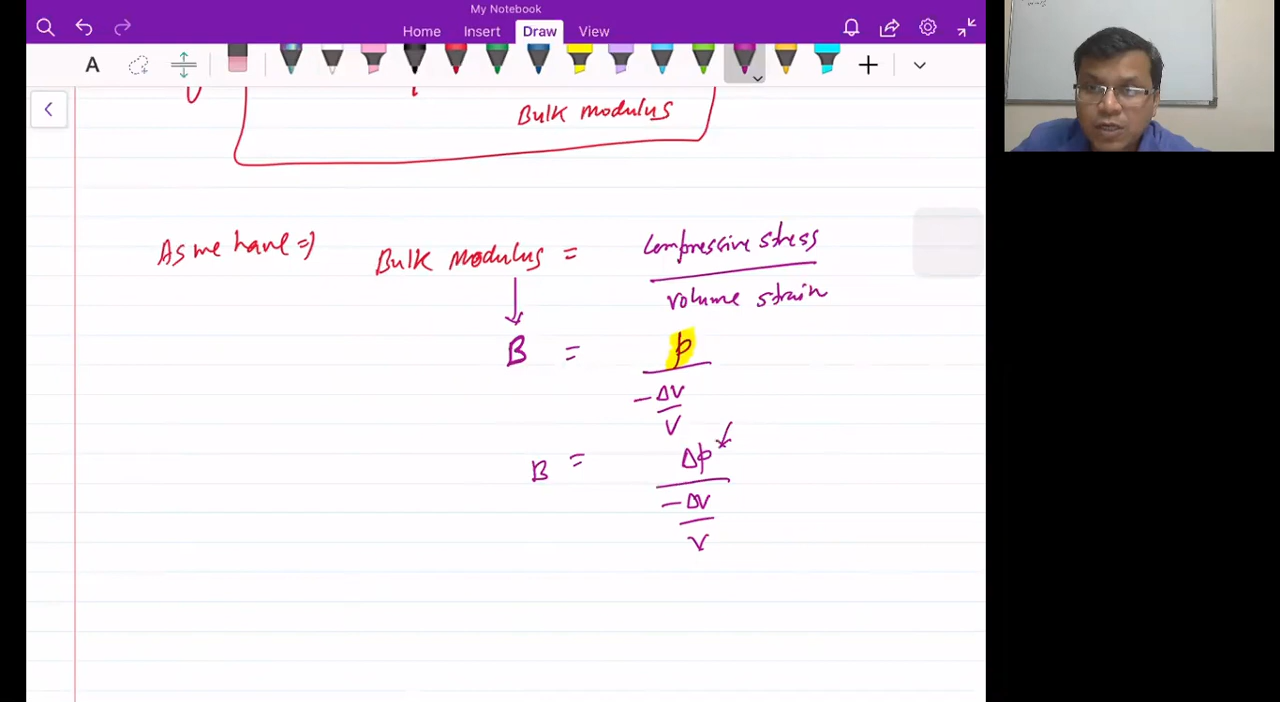 My Notebook
Home Insert Draw View
A
Bulk modulus
As we have ⇒ Bulk modulus = Compressive stress
volume strain
B = p
-ΔV
V
B = Δp
-ΔV
V